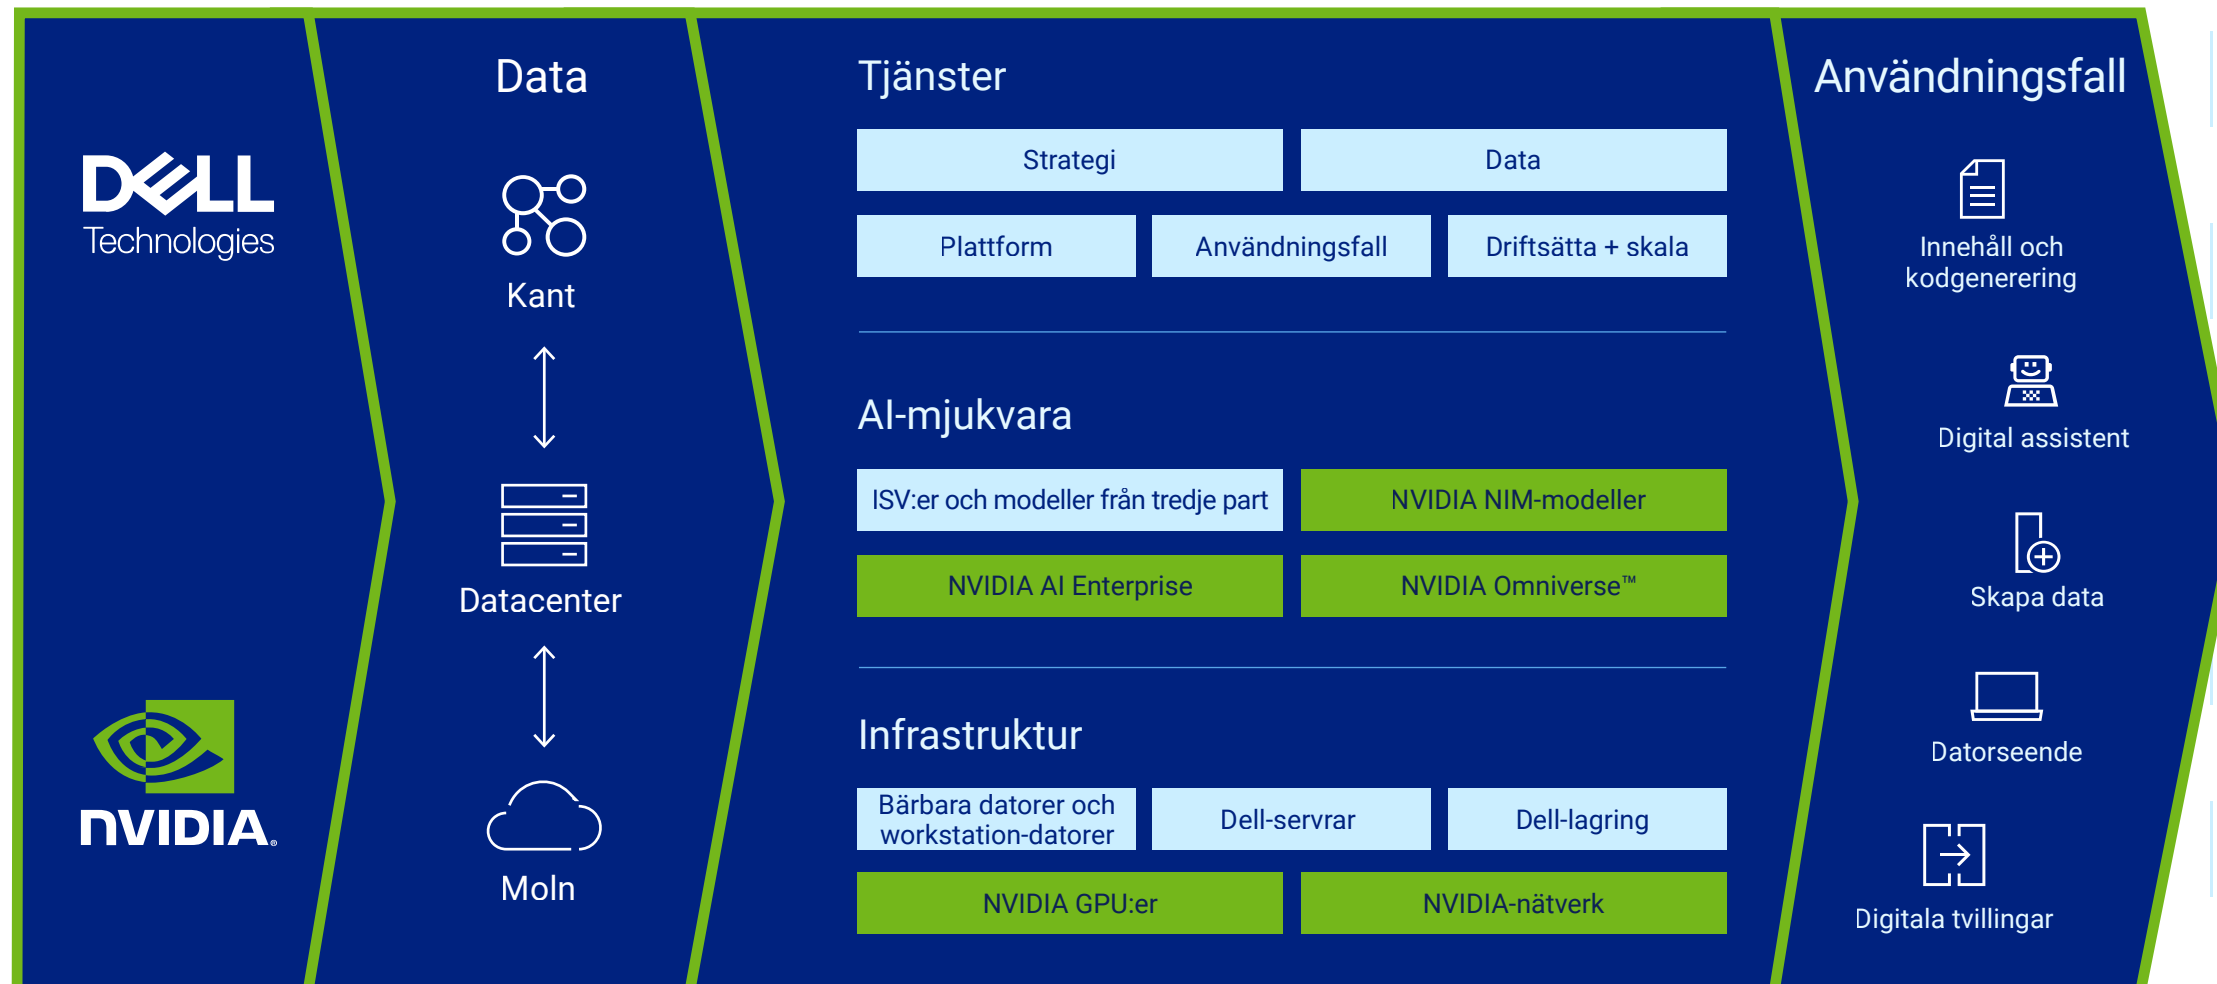 DELL
Technologies
NVIDIA®
Data
Kant
Datacenter
Moln
Tjänster
Strategi
Data
Plattform
Användningsfall
Driftsätta + skala
AI-mjukvara
ISV:er och modeller från tredje part
NVIDIA NIM-modeller
NVIDIA AI Enterprise
NVIDIA Omniverse™
Infrastruktur
Bärbara datorer och
workstation-datorer
Dell-servrar
Dell-lagring
NVIDIA GPU:er
NVIDIA-nätverk
Användningsfall
Innehåll och
kodgenerering
Digital assistent
Skapa data
Datorseende
Digitala tvillingar